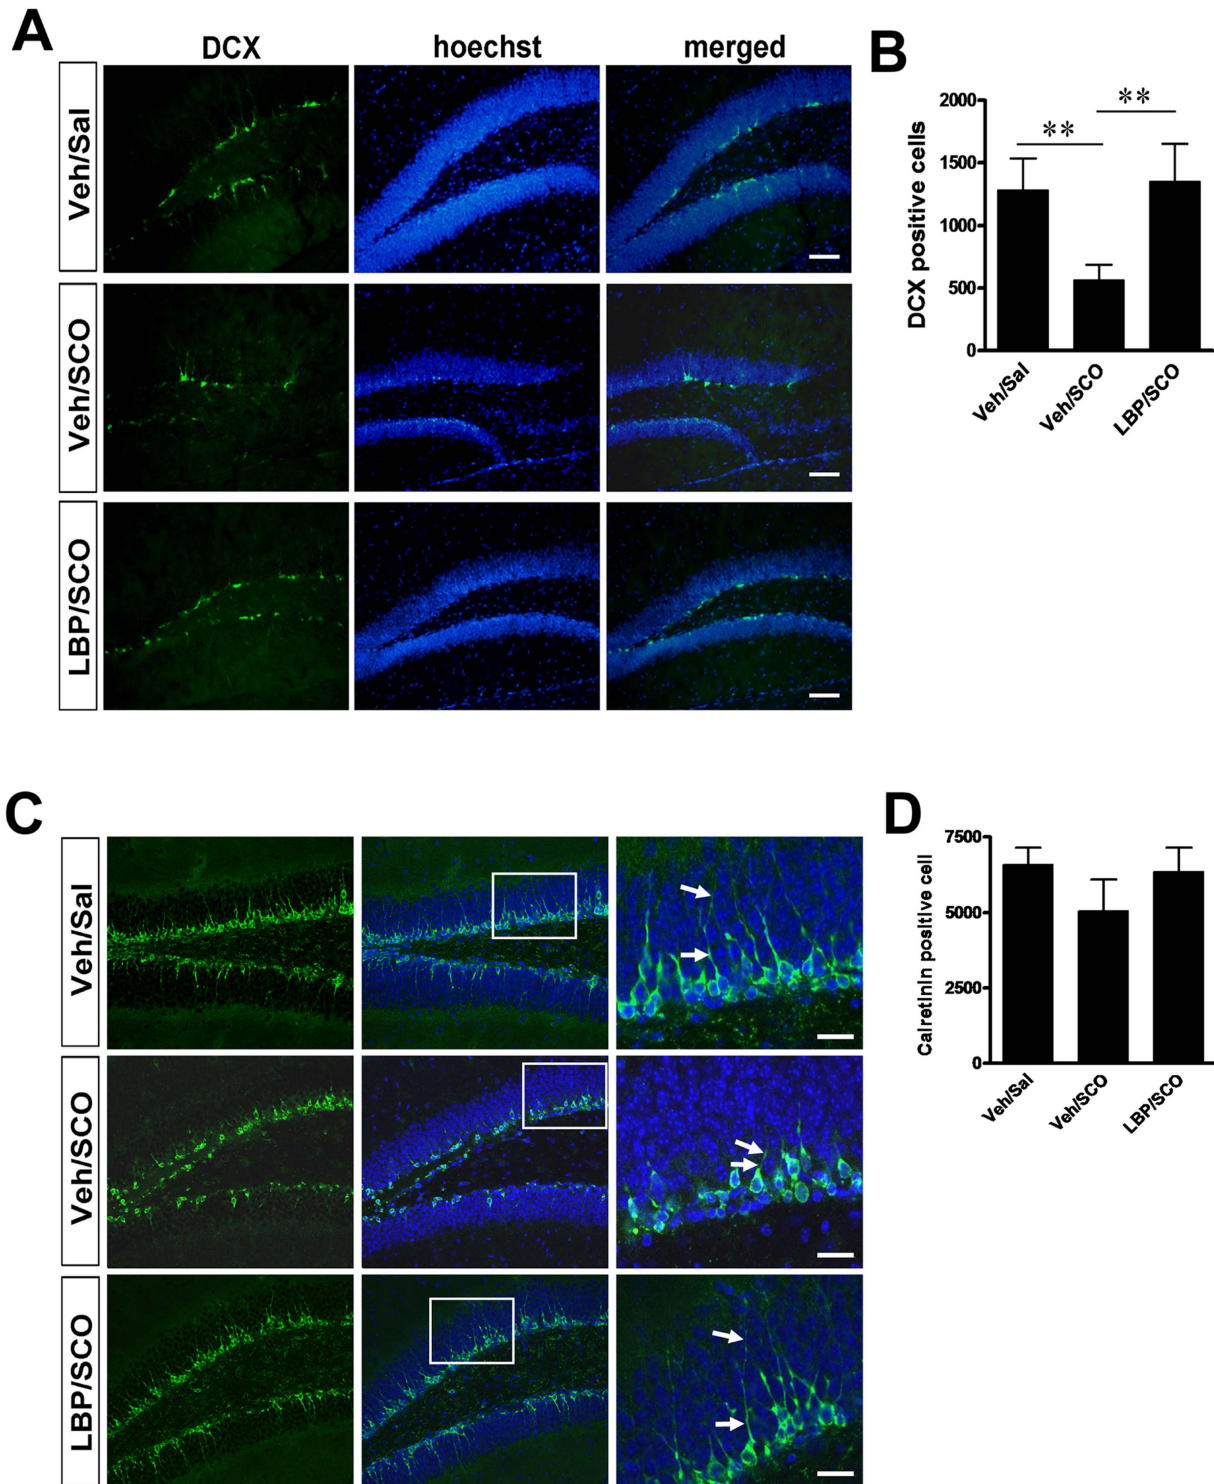 A
DCX hoechst merged
Veh/Sal
Veh/SCO
LBP/SCO
B
**
**
2000
1500
1000
500
0
DCX positive cells
Veh/Sal
Veh/SCO
LBP/SCO
C
Veh/Sal
Veh/SCO
LBP/SCO
D
7500
5000
2500
0
Calretinin positive cell
Veh/Sal
Veh/SCO
LBP/SCO